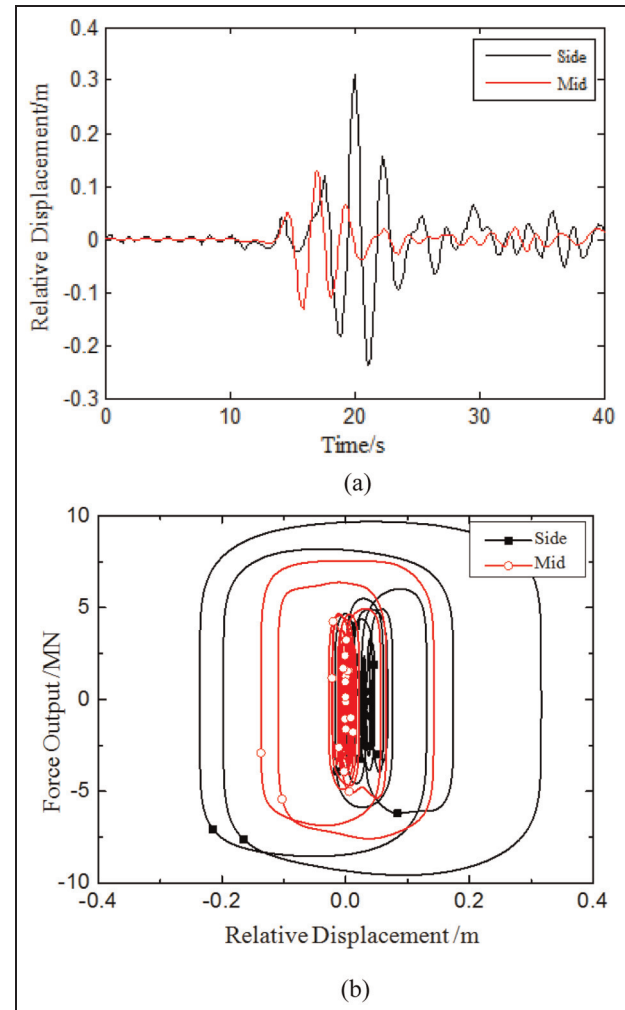 0.4
0.3
0.2
0.1
0
-0.1
-0.2
-0.3
Relative Displacement/m
Side
Mid
0 10 20 30 40
Time/s
(a)
10
5
0
-5
-10
Force Output /MN
Side
Mid
-0.4 -0.2 0.0 0.2 0.4
Relative Displacement /m
(b)